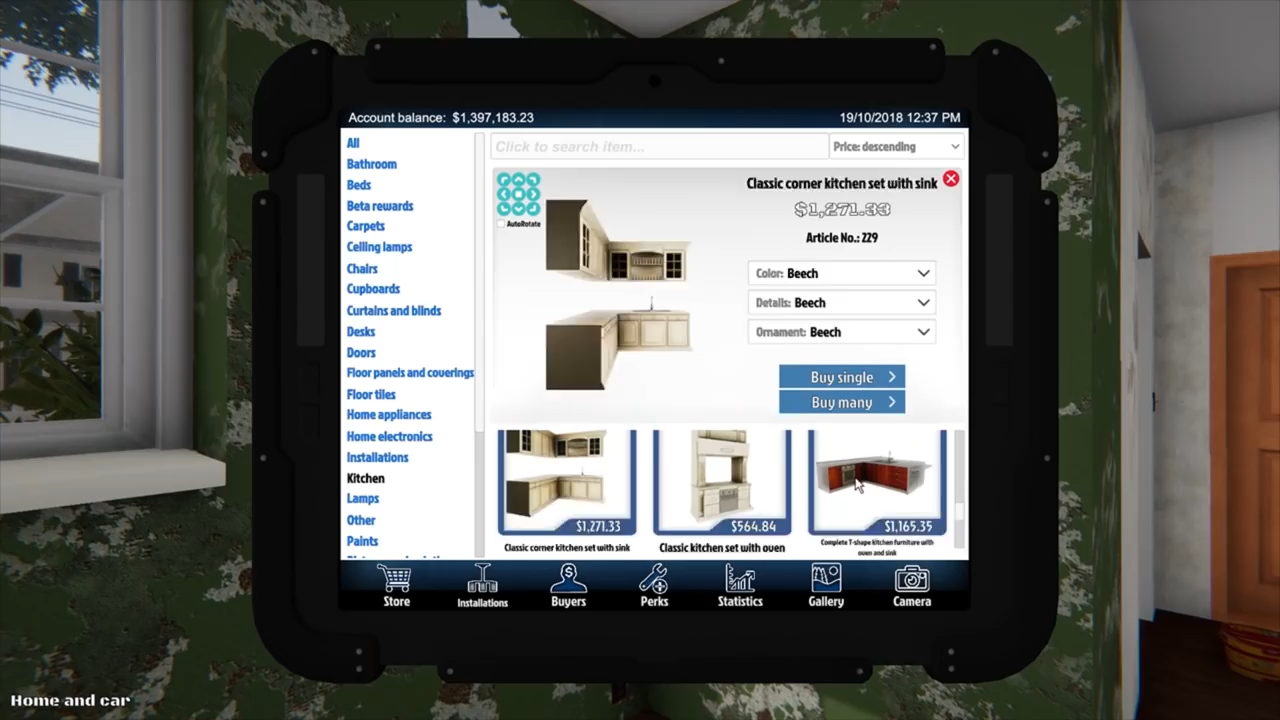 Account balance: $1,397,183.23
19/10/2018 12:37 PM
All
Bathroom
Beds
Beta rewards
Carpets
Ceiling lamps
Chairs
Cupboards
Curtains and blinds
Desks
Doors
Floor panels and coverings
Floor tiles
Home appliances
Home electronics
Installations
Kitchen
Lamps
Other
Paints
Click to search item...
Price: descending
AutoRotate
Classic corner kitchen set with sink
$1,271.33
Article No.: 229
Color: Beech
Details: Beech
Ornament: Beech
Buy single
Buy many
$1,271.33
Classic corner kitchen set with sink
$564.84
Classic kitchen set with oven
$1,165.35
Complete T-shape kitchen furniture with
oven and sink
Store
Installations
Buyers
Perks
Statistics
Gallery
Camera
Home and car